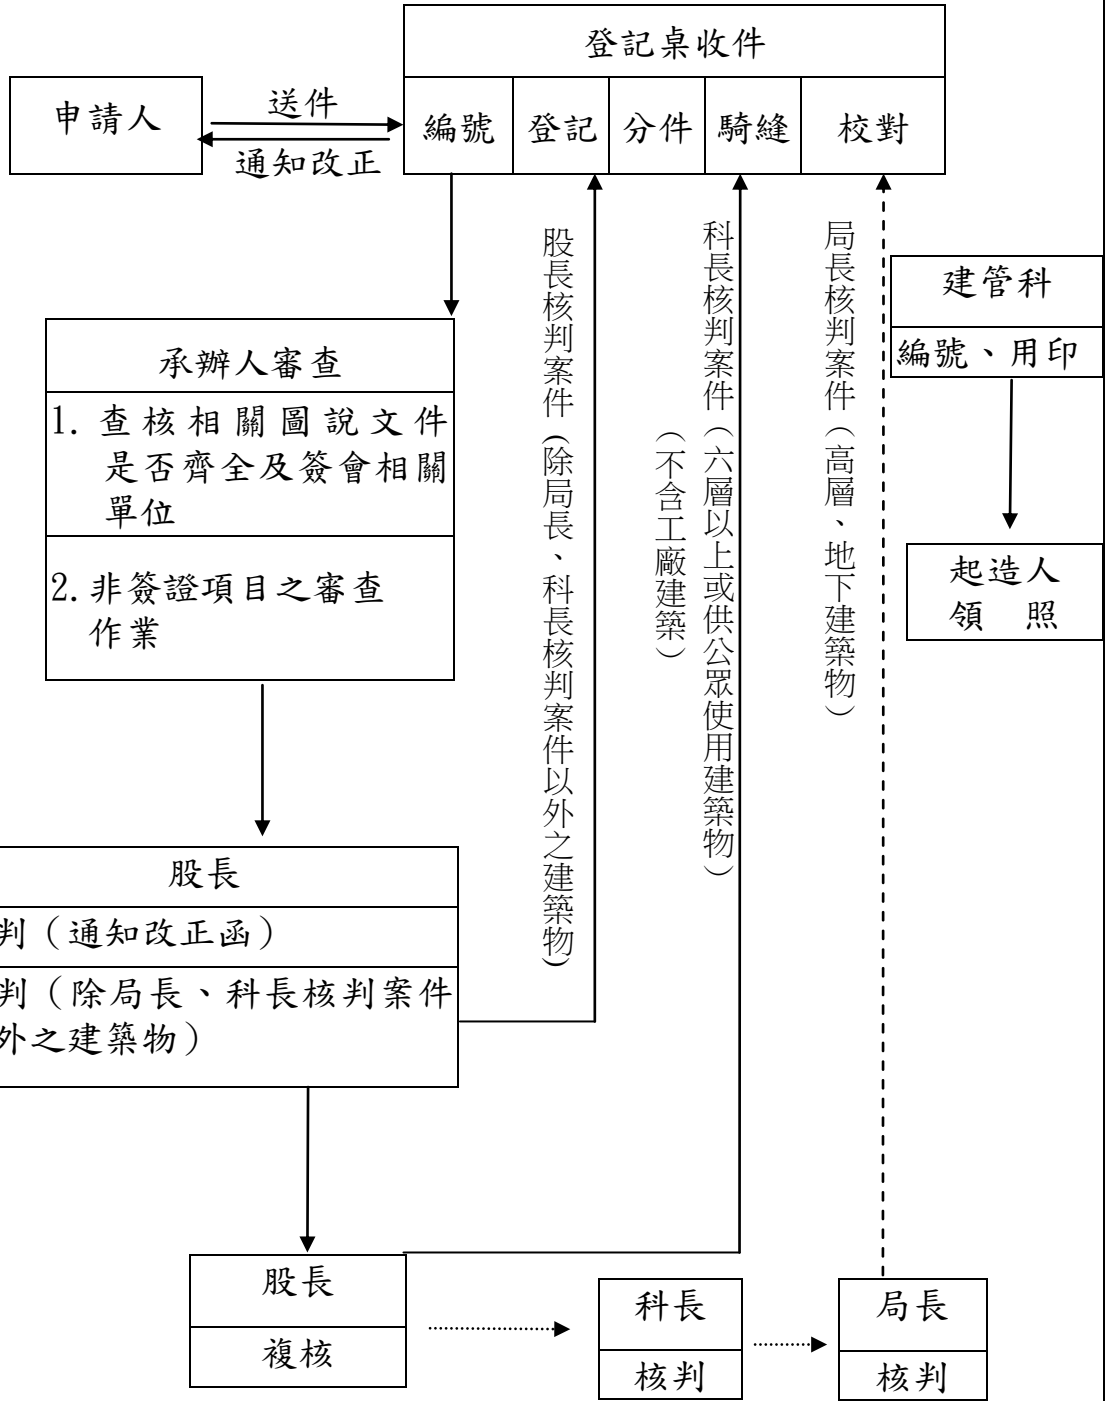 登記桌收件
申請人
送件
通知改正
編號
登記
分件
騎縫
校對
股長核判案件(除局長、科長核判案件以外之建築物)
科長核判案件（六層以上或供公眾使用建築物）
（不含工廠建築）
局長核判案件（高層、地下建築物）
建管科
編號、用印
承辦人審查
1. 查核相關圖說文件
是否齊全及簽會相關
單位
2. 非簽證項目之審查
作業
起造人
領　照
股長
判（通知改正函）
判（除局長、科長核判案件
外之建築物）
股長
複核
科長
核判
局長
核判